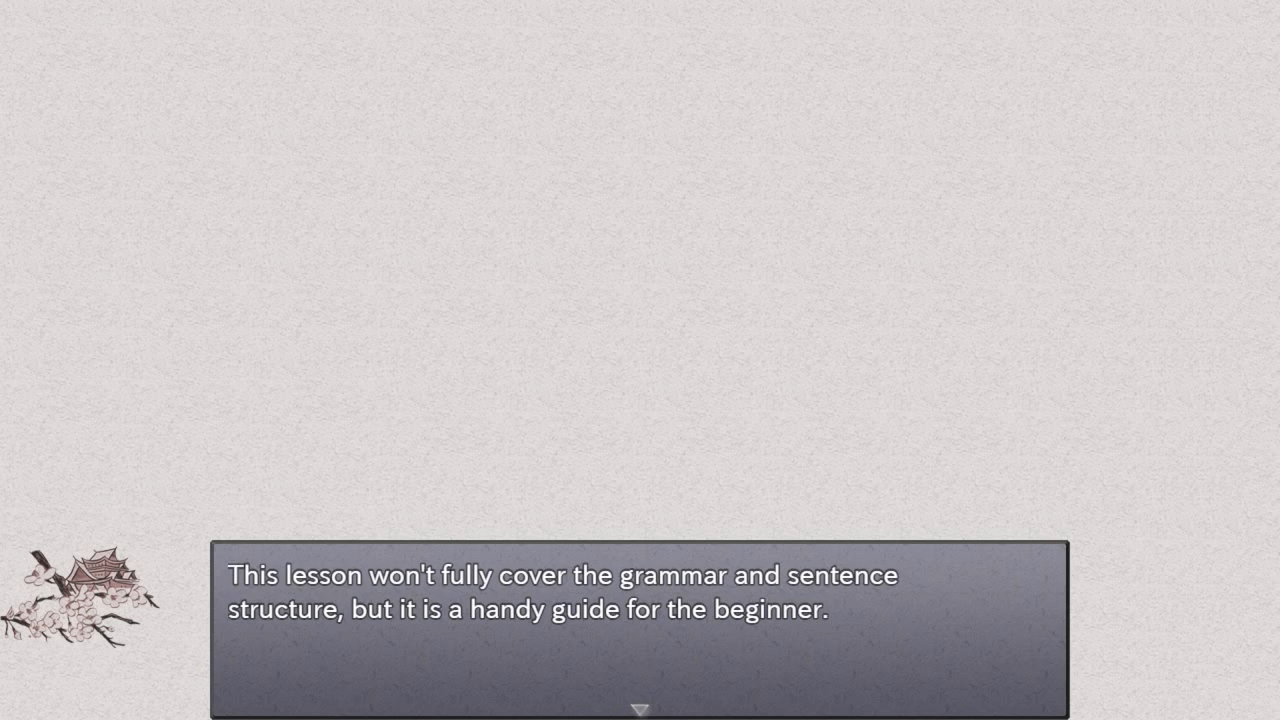 This lesson won't fully cover the grammar and sentence
structure, but it is a handy guide for the beginner.